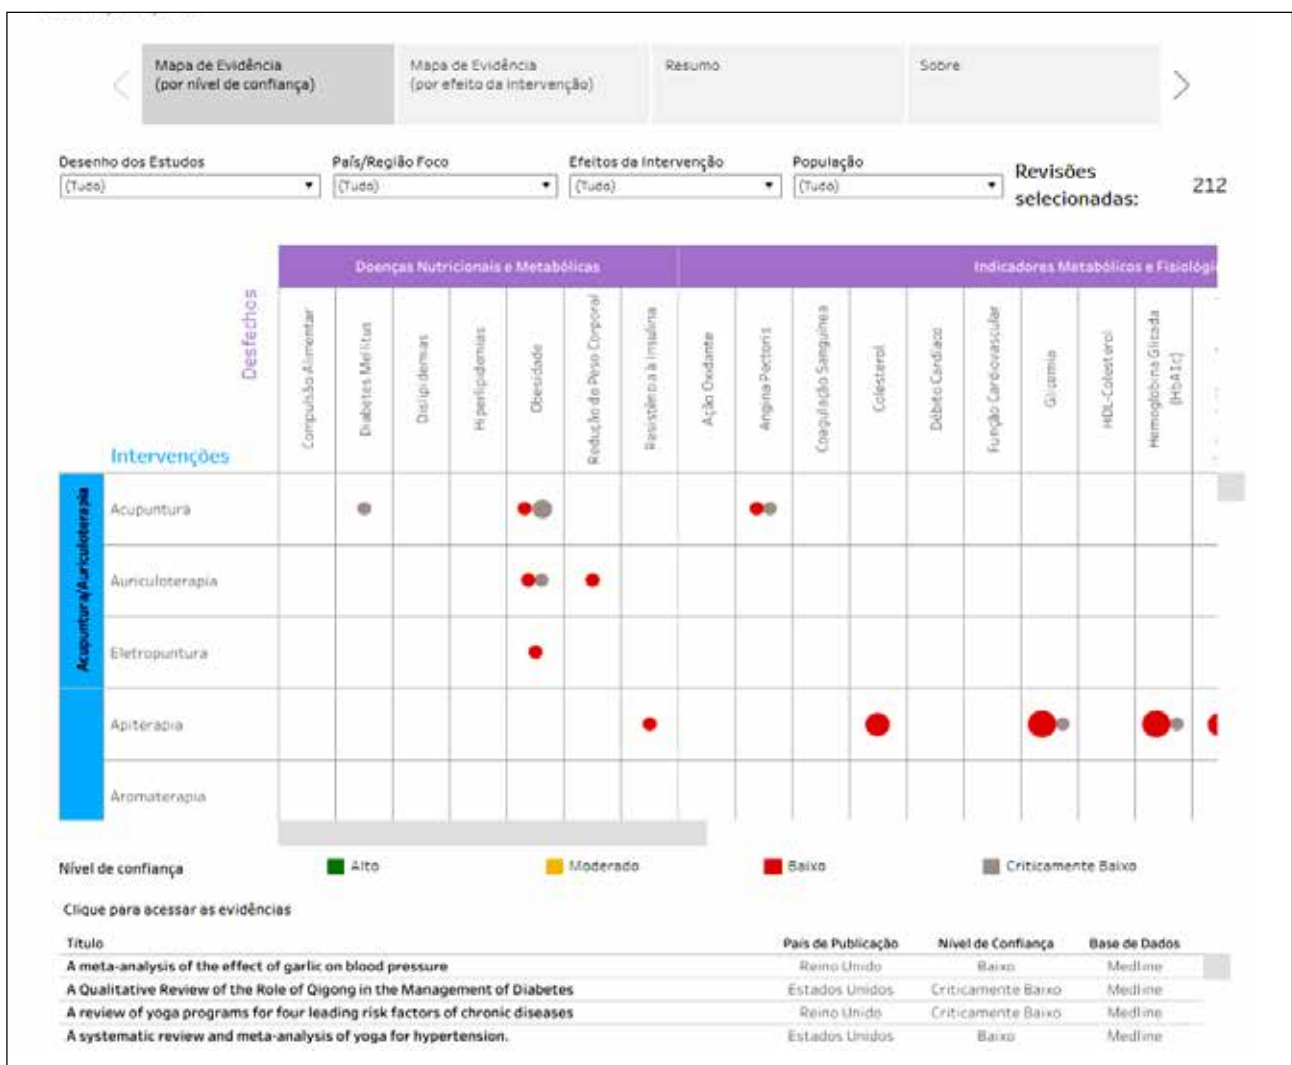 Mapa de Evidência
(por nível de confiança)
Mapa de Evidência
(por efeito da intervenção)
Resumo
Sobre
Desenho dos Estudos
País/Região Foco
Efeitos da Intervenção
População
Revisões
selecionadas:
212
(Tudo)
(Tudo)
(Tudo)
(Tudo)
Doenças Nutricionais e Metabólicas
Indicadores Metabólicos e Fisiológi
Desfechos
Compulsão Alimentar
Diabetes Mellitus
Dislipidemias
Hiperlipidemias
Obesidade
Redução do Peso Corporal
Resistência à Insulina
Ação Oxidante
Angina Pectoris
Coagulação Sanguínea
Colesterol
Débito Cardíaco
Função Cardiovascular
Glicemia
HDL-Colesterol
Hemoglobina Glicada
(HbA1c)
Intervenções
Acupuntura/Auriculoterapia
Acupuntura
Auriculoterapia
Eletropuntura
Apiterapia
Aromaterapia
Nível de confiança
Alto
Moderado
Baixo
Criticamente Baixo
Clique para acessar as evidências
Título País de Publicação Nível de Confiança Base de Dados
A meta-analysis of the effect of garlic on blood pressure Reino Unido Baixo Medline
A Qualitative Review of the Role of Qigong in the Management of Diabetes Estados Unidos Criticamente Baixo Medline
A review of yoga programs for four leading risk factors of chronic diseases Reino Unido Criticamente Baixo Medline
A systematic review and meta-analysis of yoga for hypertension. Estados Unidos Baixo Medline